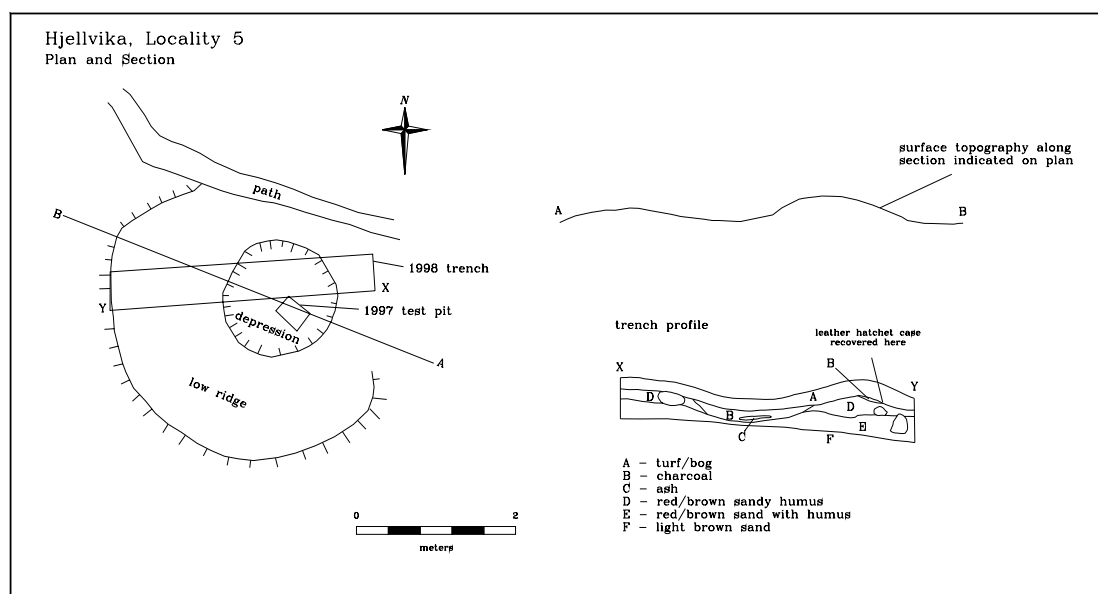 Hjellvika, Locality 5
Plan and Section
N
path
B
1998 trench
X
Y
1997 test pit
depression
A
low ridge
0 2
meters
surface topography along
section indicated on plan
A
B
trench profile
leather hatchet case
recovered here
B
X
Y
D
A
D
B
E
C
F
A – turf/bog
B – charcoal
C – ash
D – red/brown sandy humus
E – red/brown sand with humus
F – light brown sand